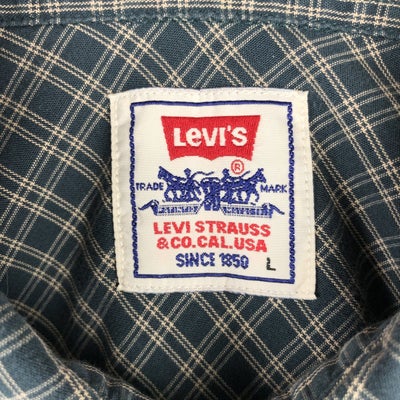 LEVI'S
®
TRADE MARK
LEVI STRAUSS
& CO. CAL. USA
SINCE 1850 L